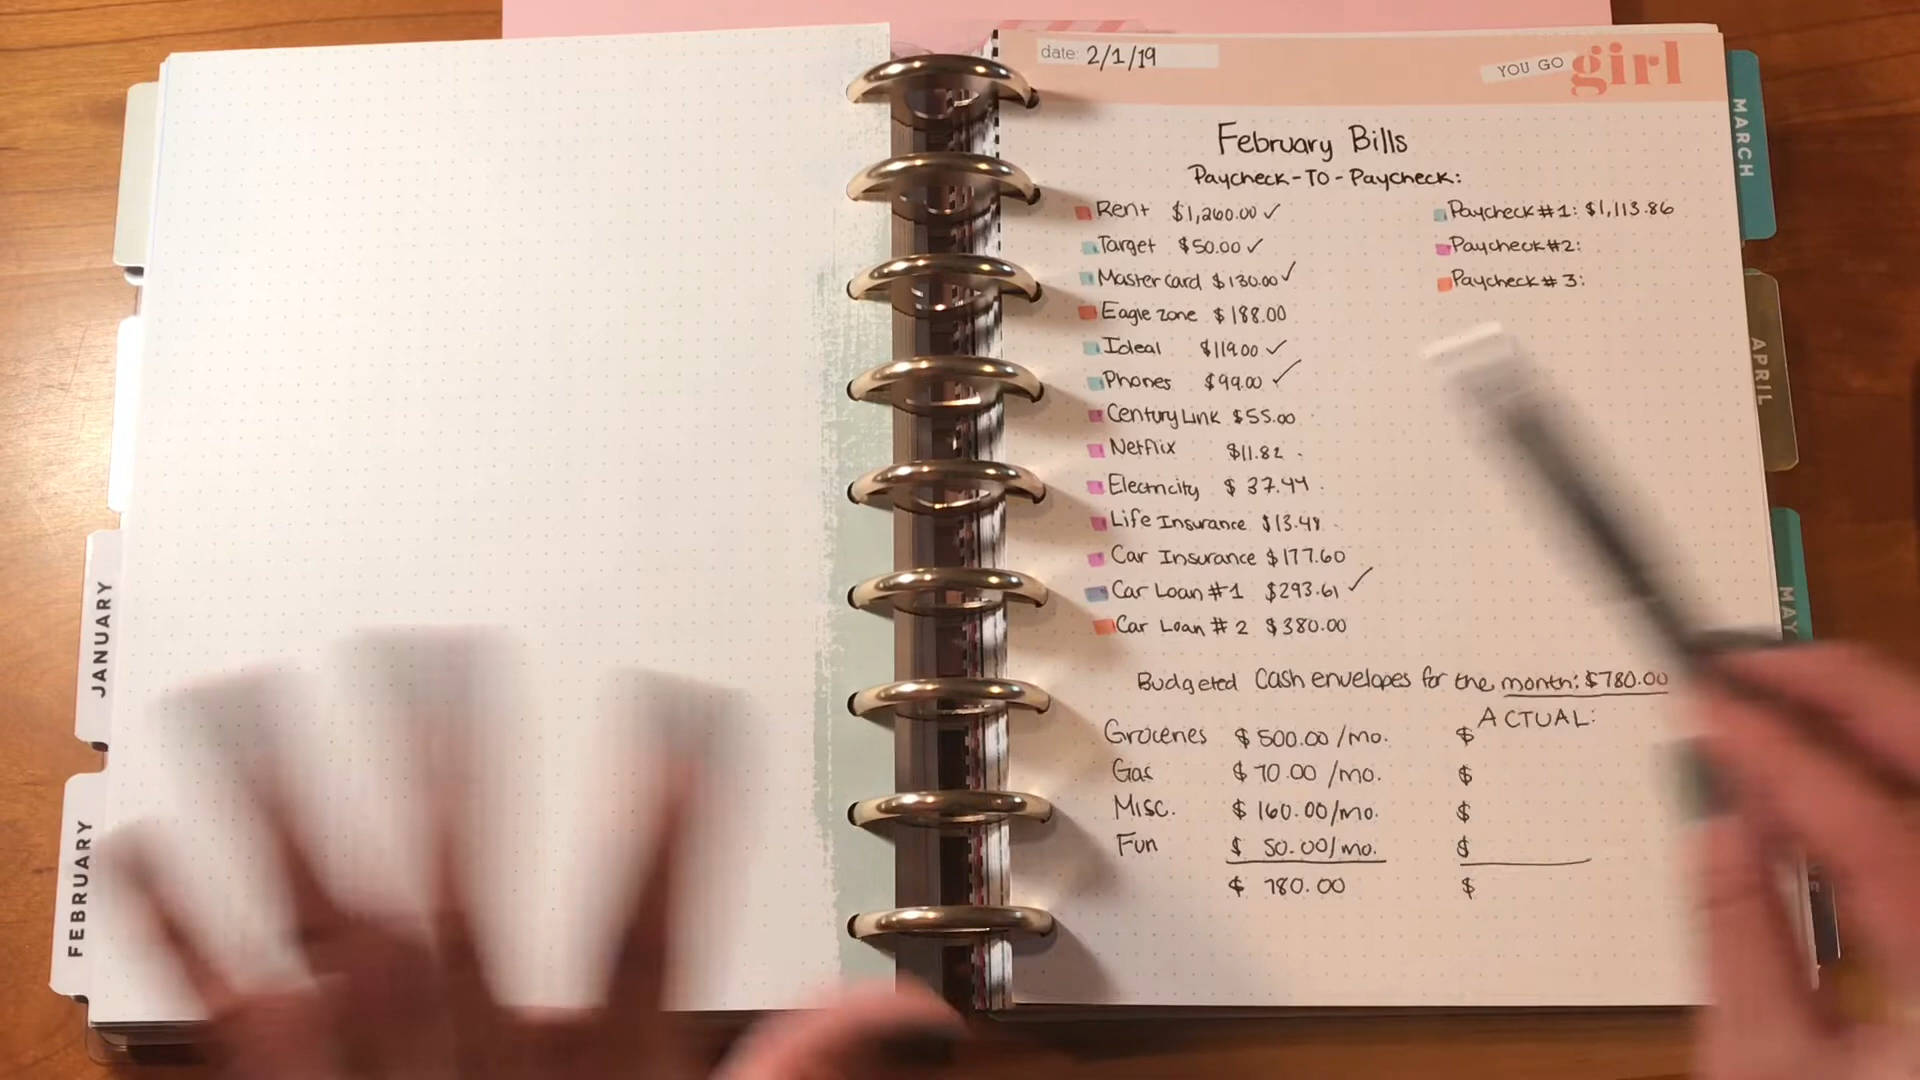 date: 2/1/19
YOU GO girl
February Bills
Paycheck-To-Paycheck:
Rent $1,260.00 ✓
Target $50.00 ✓
Mastercard $130.00 ✓
Eagle zone $188.00
Ideal $119.00 ✓
Phones $99.00 ✓
Century Link $55.00
Netflix $11.82
Electricity $37.44
Life Insurance $13.48
Car Insurance $177.60
Car Loan #1 $293.61 ✓
Car Loan #2 $380.00
Paycheck #1: $1,113.86
Paycheck #2:
Paycheck #3:
Budgeted Cash envelopes for the month: $780.00
ACTUAL:
Groceries $500.00/mo. $
Gas $70.00/mo. $
Misc. $160.00/mo. $
Fun $50.00/mo. $
$780.00 $
JANUARY
FEBRUARY
MARCH
APRIL
MAY